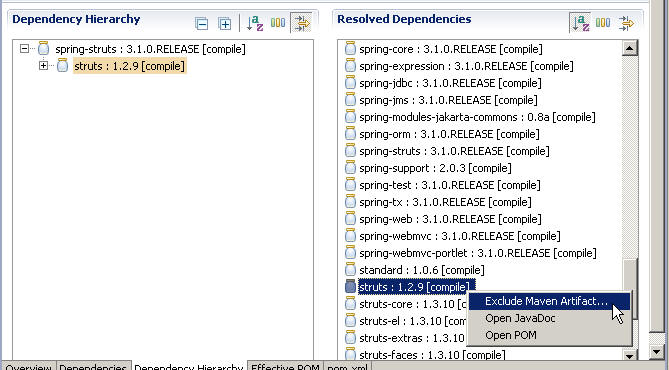 Dependency Hierarchy
spring-struts : 3.1.0.RELEASE [compile]
struts : 1.2.9 [compile]
Resolved Dependencies
spring-core : 3.1.0.RELEASE [compile]
spring-expression : 3.1.0.RELEASE [compile]
spring-jdbc : 3.1.0.RELEASE [compile]
spring-jms : 3.1.0.RELEASE [compile]
spring-modules-jakarta-commons : 0.8a [compile]
spring-orm : 3.1.0.RELEASE [compile]
spring-struts : 3.1.0.RELEASE [compile]
spring-support : 2.0.3 [compile]
spring-test : 3.1.0.RELEASE [compile]
spring-tx : 3.1.0.RELEASE [compile]
spring-web : 3.1.0.RELEASE [compile]
spring-webmvc : 3.1.0.RELEASE [compile]
spring-webmvc-portlet : 3.1.0.RELEASE [compile]
standard : 1.0.6 [compile]
struts : 1.2.9 [compile]
struts-core : 1.3.10 [c
struts-el : 1.3.10 [com
struts-extras : 1.3.10 [
struts-faces : 1.3.10 [compile]
Exclude Maven Artifact...
Open JavaDoc
Open POM
Overview Dependencies Dependency Hierarchy Effective POM pom.xml